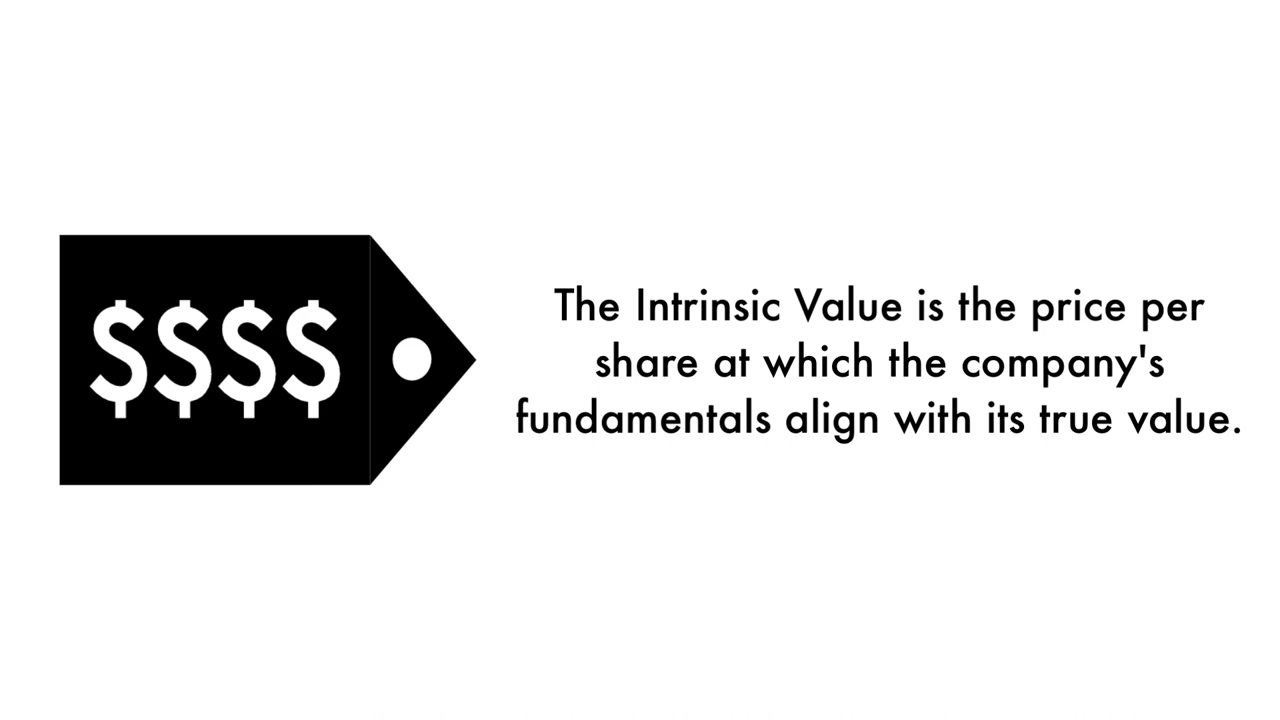 $$$$
The Intrinsic Value is the price per
share at which the company's
fundamentals align with its true value.